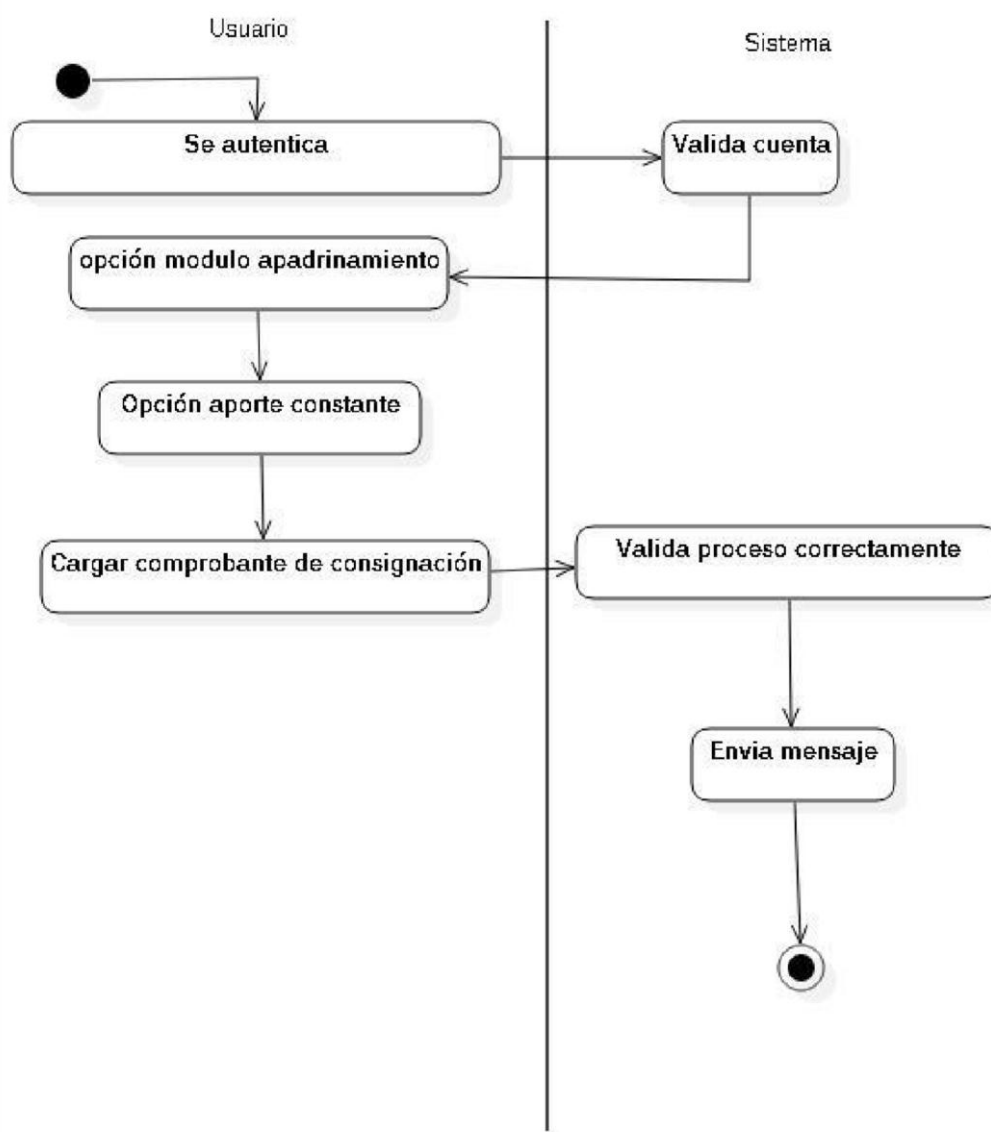 Usuario
Sistema
Se autentica
Valida cuenta
opción modulo apadrinamiento
Opción aporte constante
Cargar comprobante de consignación
Valida proceso correctamente
Envia mensaje